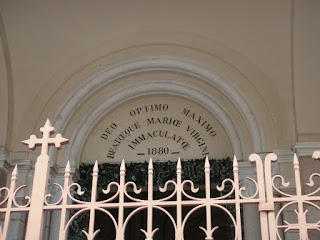 DEO OPTIMO MAXIMO
BEATÆQUE MARIÆ VIRGINI
IMMACULATÆ
— 1880 —